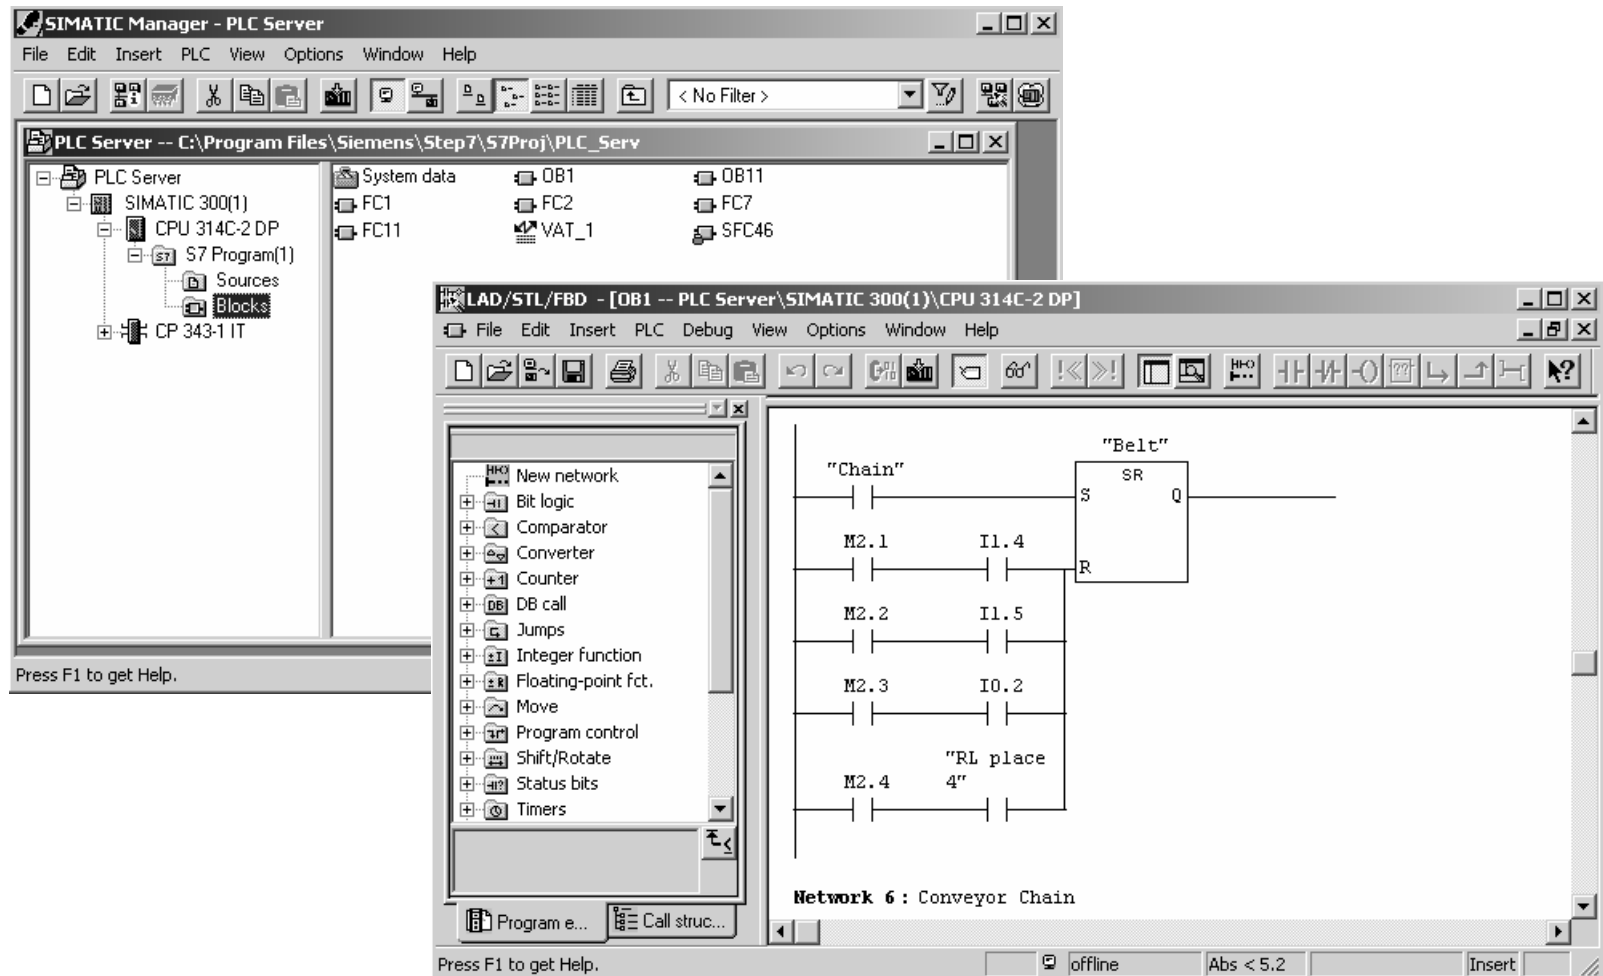 SIMATIC Manager - PLC Server
File Edit Insert PLC View Options Window Help
< No Filter >
PLC Server -- C:\Program Files\Siemens\Step7\S7Proj\PLC_Serv
PLC Server
SIMATIC 300(1)
CPU 314C-2 DP
S7 Program(1)
Sources
Blocks
CP 343-1 IT
System data OB1 OB11
FC1 FC2 FC7
FC11 VAT_1 SFC46
Press F1 to get Help.
LAD/STL/FBD - [OB1 -- PLC Server\SIMATIC 300(1)\CPU 314C-2 DP]
File Edit Insert PLC Debug View Options Window Help
New network
Bit logic
Comparator
Converter
Counter
DB call
Jumps
Integer function
Floating-point fct.
Move
Program control
Shift/Rotate
Status bits
Timers
Program e... Call struc...
"Belt"
"Chain" SR
S Q
M2.1 I1.4
R
M2.2 I1.5
M2.3 I0.2
"RL place
M2.4 4"
Network 6 : Conveyor Chain
Press F1 to get Help. offline Abs < 5.2 Insert